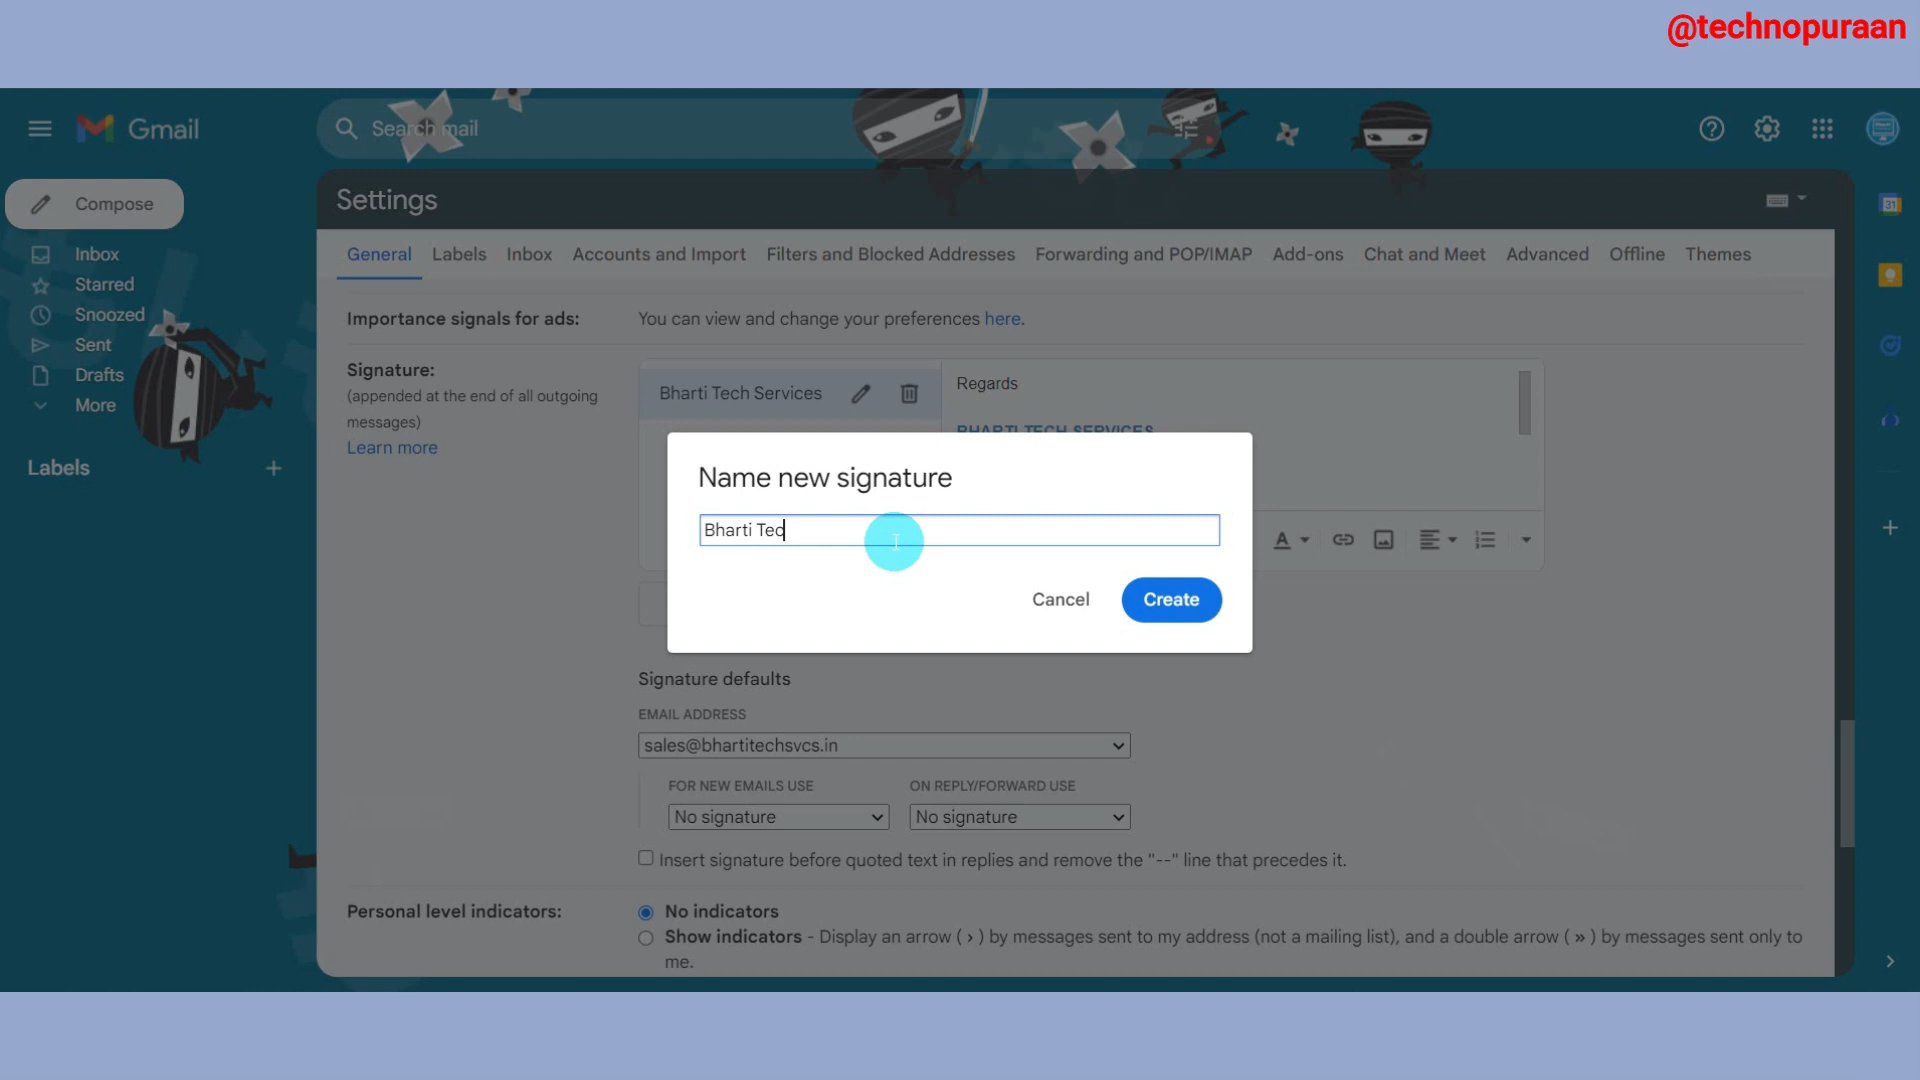 @technopuraan
Gmail
Search mail
Compose
Inbox
Starred
Snoozed
Sent
Drafts
More
Labels
Settings
General Labels Inbox Accounts and Import Filters and Blocked Addresses Forwarding and POP/IMAP Add-ons Chat and Meet Advanced Offline Themes
Importance signals for ads: You can view and change your preferences here.
Signature:
(appended at the end of all outgoing
messages)
Learn more
Bharti Tech Services
Regards
BHARTI TECH SERVICES
Name new signature
Bharti Tec
Cancel Create
Signature defaults
EMAIL ADDRESS
sales@bhartitechsvcs.in
FOR NEW EMAILS USE ON REPLY/FORWARD USE
No signature No signature
Insert signature before quoted text in replies and remove the "--" line that precedes it.
Personal level indicators: No indicators
Show indicators - Display an arrow ( › ) by messages sent to my address (not a mailing list), and a double arrow ( » ) by messages sent only to
me.
31